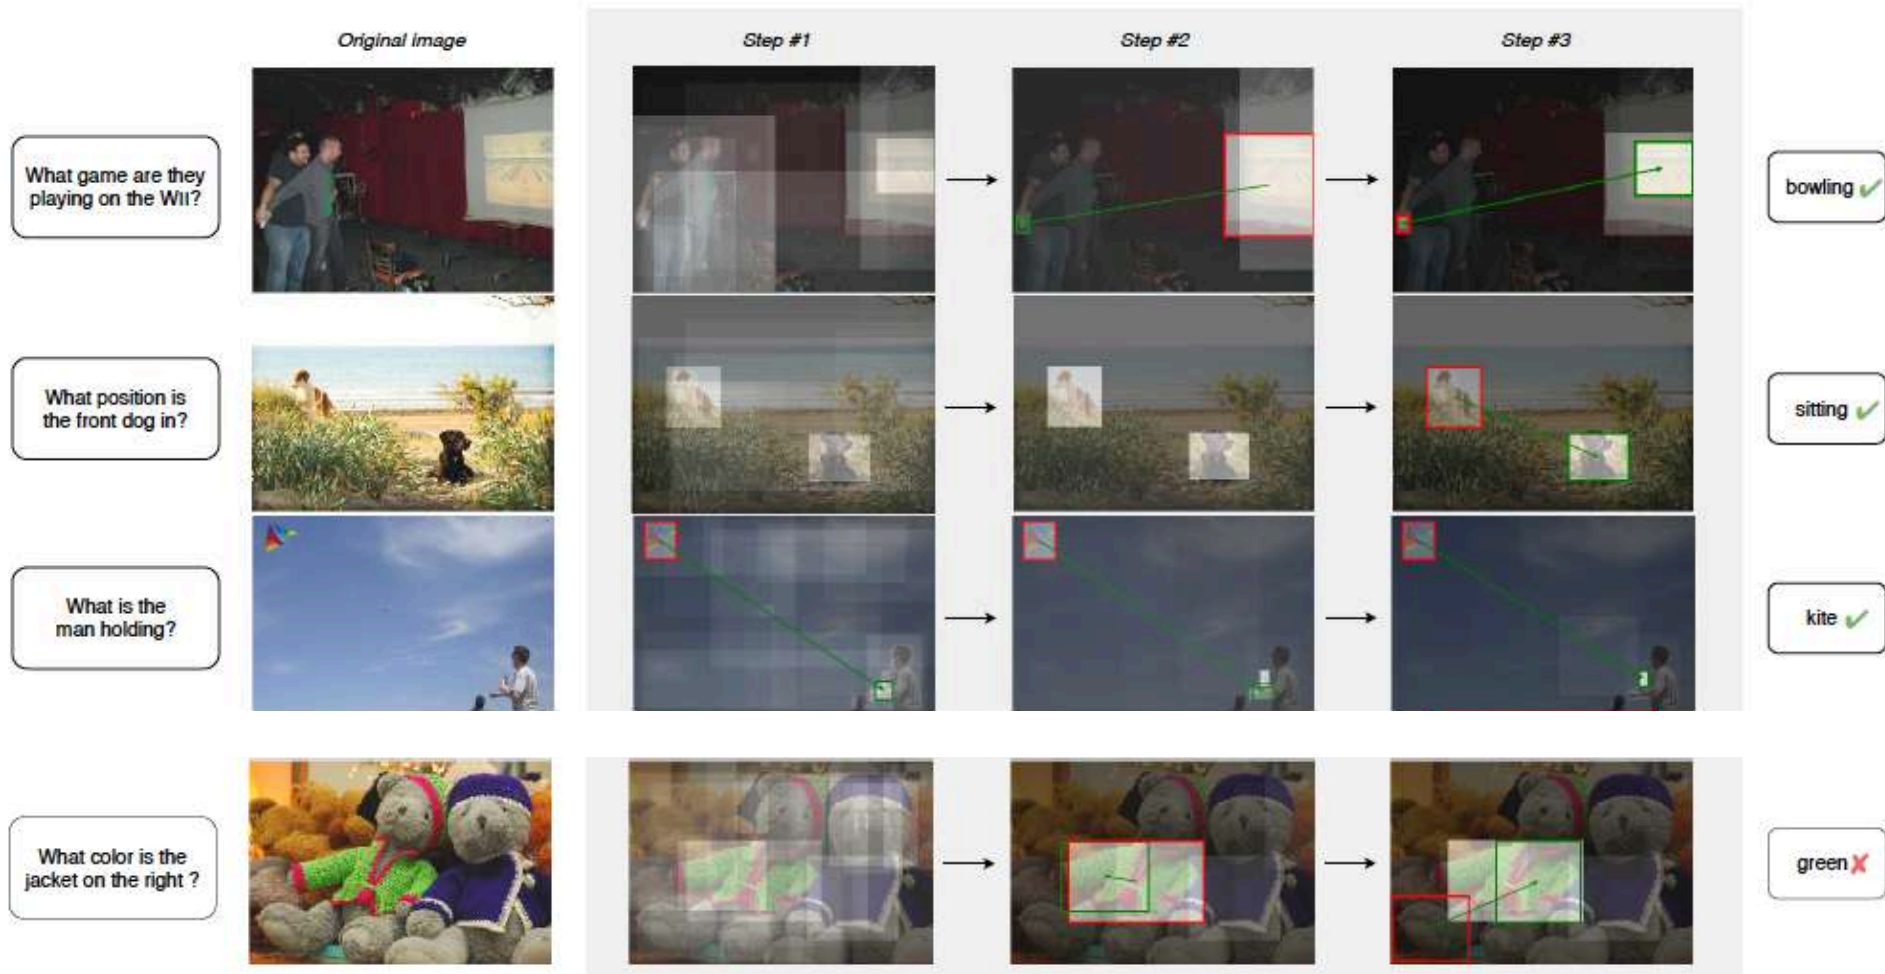 Original image
Step #1
Step #2
Step #3
What game are they
playing on the WII?
bowling
What position is
the front dog in?
sitting
What is the
man holding?
kite
What color is the
jacket on the right ?
green